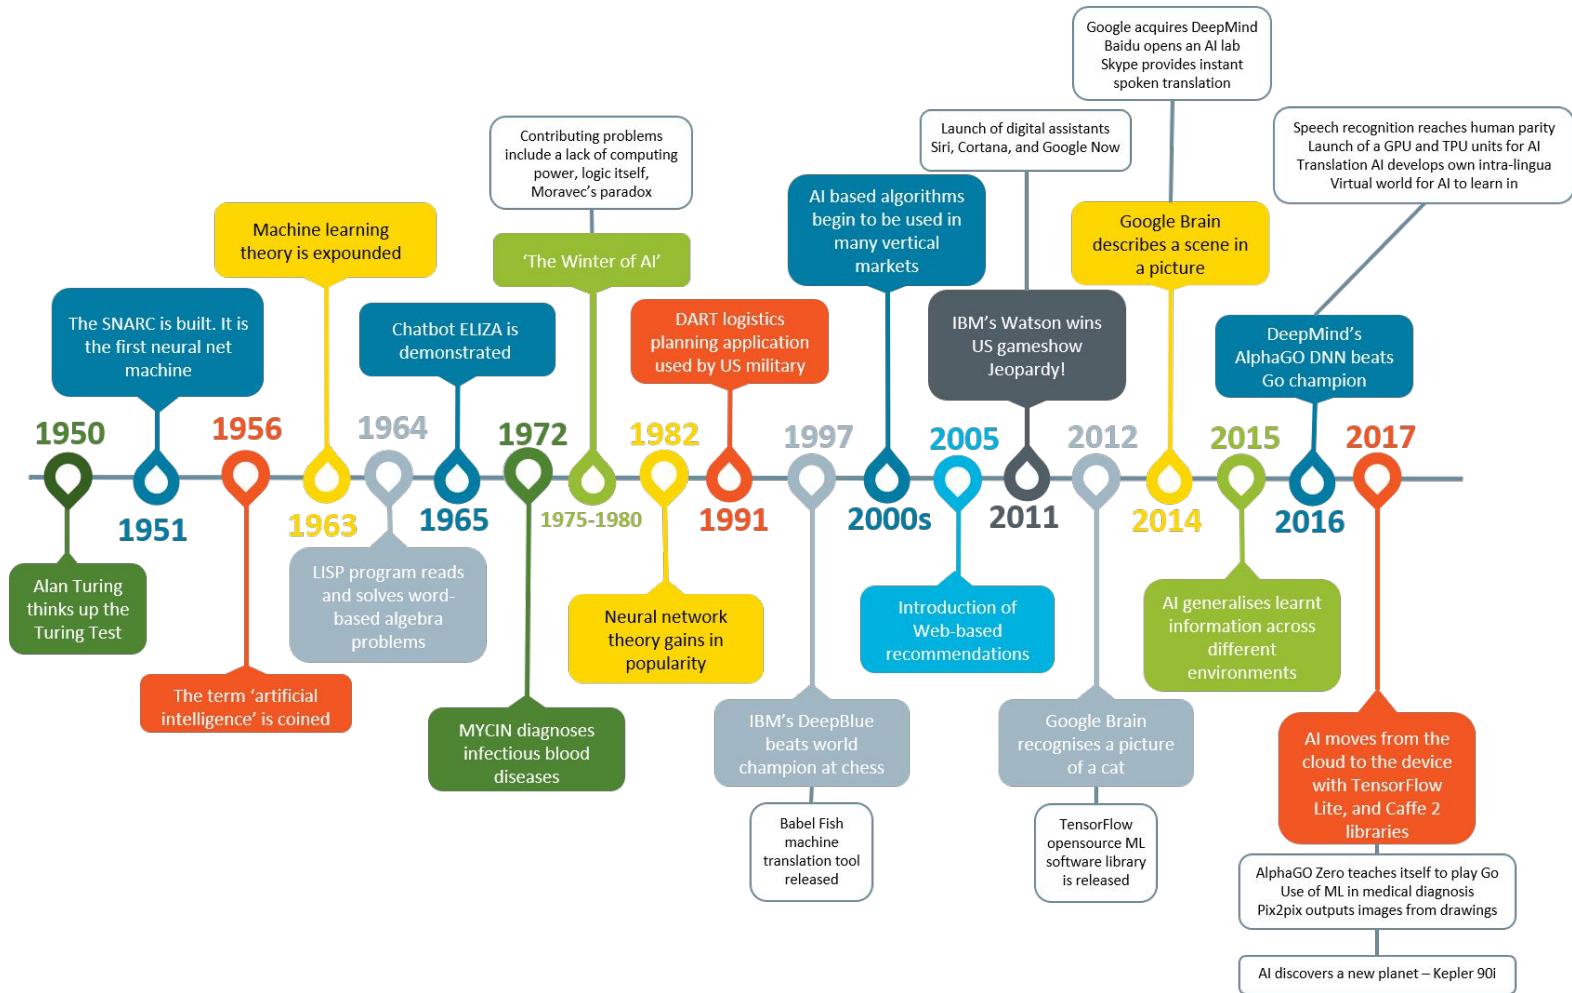 Google acquires DeepMind
Baidu opens an AI lab
Skype provides instant
spoken translation
Contributing problems
include a lack of computing
power, logic itself,
Moravec's paradox
Launch of digital assistants
Siri, Cortana, and Google Now
Speech recognition reaches human parity
Launch of a GPU and TPU units for AI
Translation AI develops own intra-lingua
Virtual world for AI to learn in
Machine learning
theory is expounded
'The Winter of AI'
AI based algorithms
begin to be used in
many vertical
markets
Google Brain
describes a scene in
a picture
The SNARC is built. It is
the first neural net
machine
Chatbot ELIZA is
demonstrated
DART logistics
planning application
used by US military
IBM's Watson wins
US gameshow
Jeopardy!
DeepMind's
AlphaGO DNN beats
Go champion
1950
1956
1964
1972
1982
1997
2005
2012
2015
2017
1951
1963
1965
1975-1980
1991
2000s
2011
2014
2016
Alan Turing
thinks up the
Turing Test
The term 'artificial
intelligence' is coined
LISP program reads
and solves word-
based algebra
problems
MYCIN diagnoses
infectious blood
diseases
Neural network
theory gains in
popularity
IBM's DeepBlue
beats world
champion at chess
Babel Fish
machine
translation tool
released
Introduction of
Web-based
recommendations
Google Brain
recognises a picture
of a cat
TensorFlow
opensource ML
software library
is released
AI generalises learnt
information across
different
environments
AI moves from the
cloud to the device
with TensorFlow
Lite, and Caffe 2
libraries
AlphaGO Zero teaches itself to play Go
Use of ML in medical diagnosis
Pix2pix outputs images from drawings
AI discovers a new planet – Kepler 90i